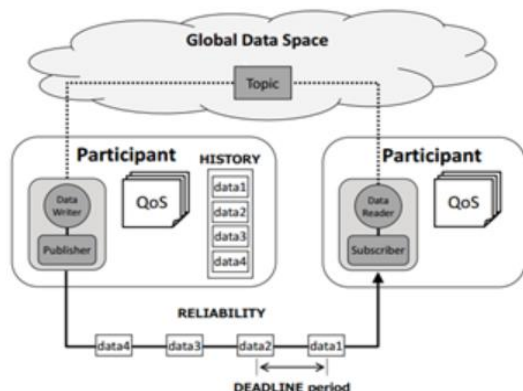 Global Data Space
Topic
Participant
HISTORY
Data
Writer
Publisher
QoS
data1
data2
data3
data4
Participant
Data
Reader
Subscriber
QoS
RELIABILITY
data4
data3
data2
data1
DEADLINE period